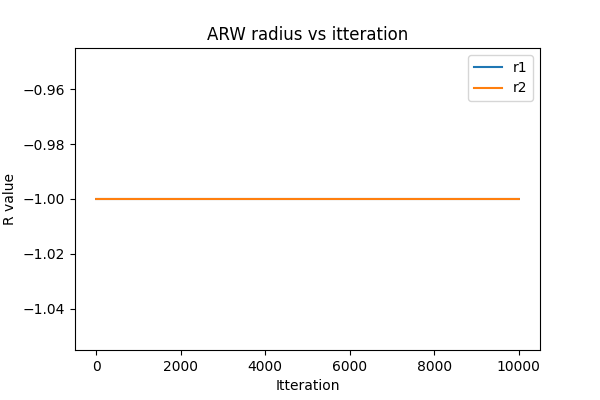 ARW radius vs itteration
r1
r2
R value
−0.96
−0.98
−1.00
−1.02
−1.04
0 2000 4000 6000 8000 10000
Itteration